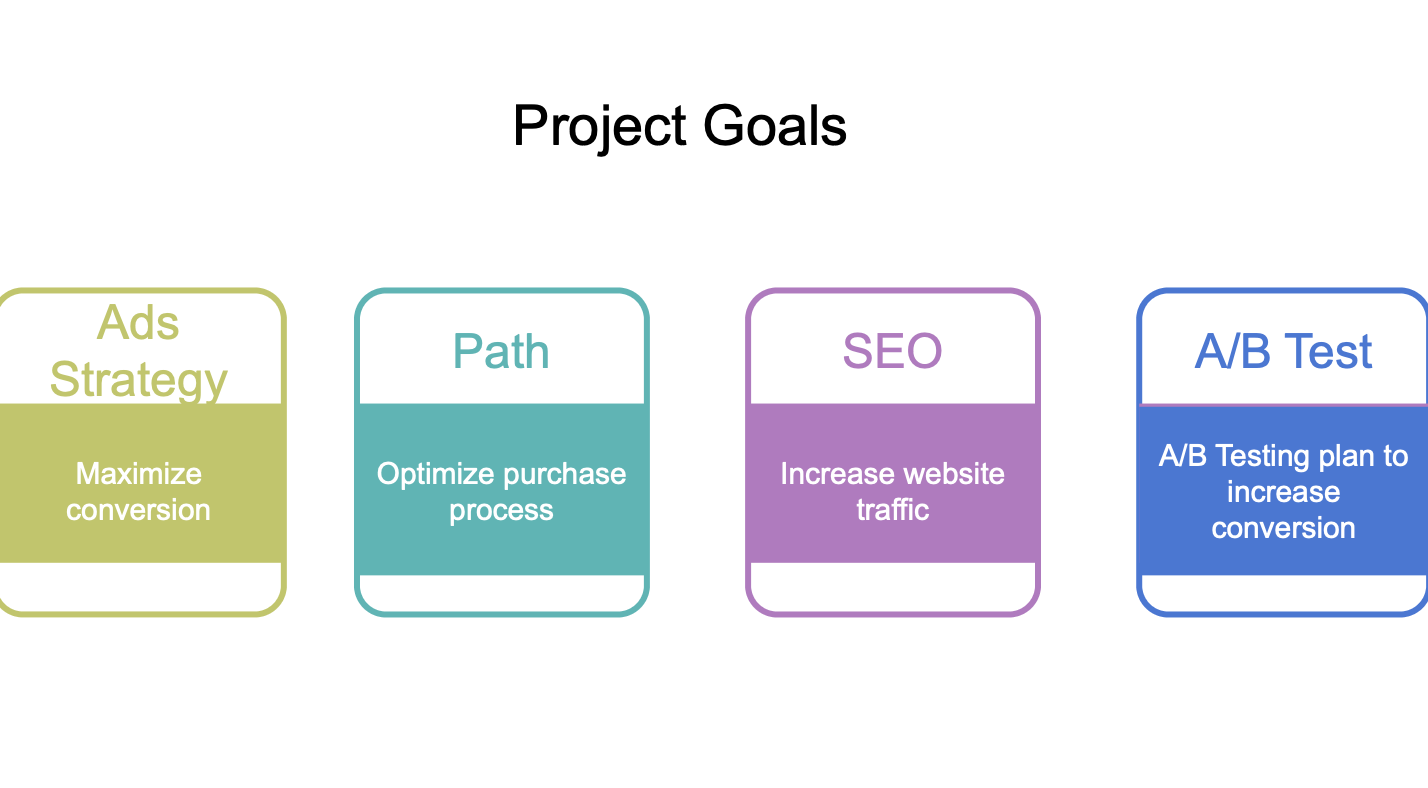 Project Goals
Ads
Strategy
Maximize
conversion
Path
Optimize purchase
process
SEO
Increase website
traffic
A/B Test
A/B Testing plan to
increase
conversion